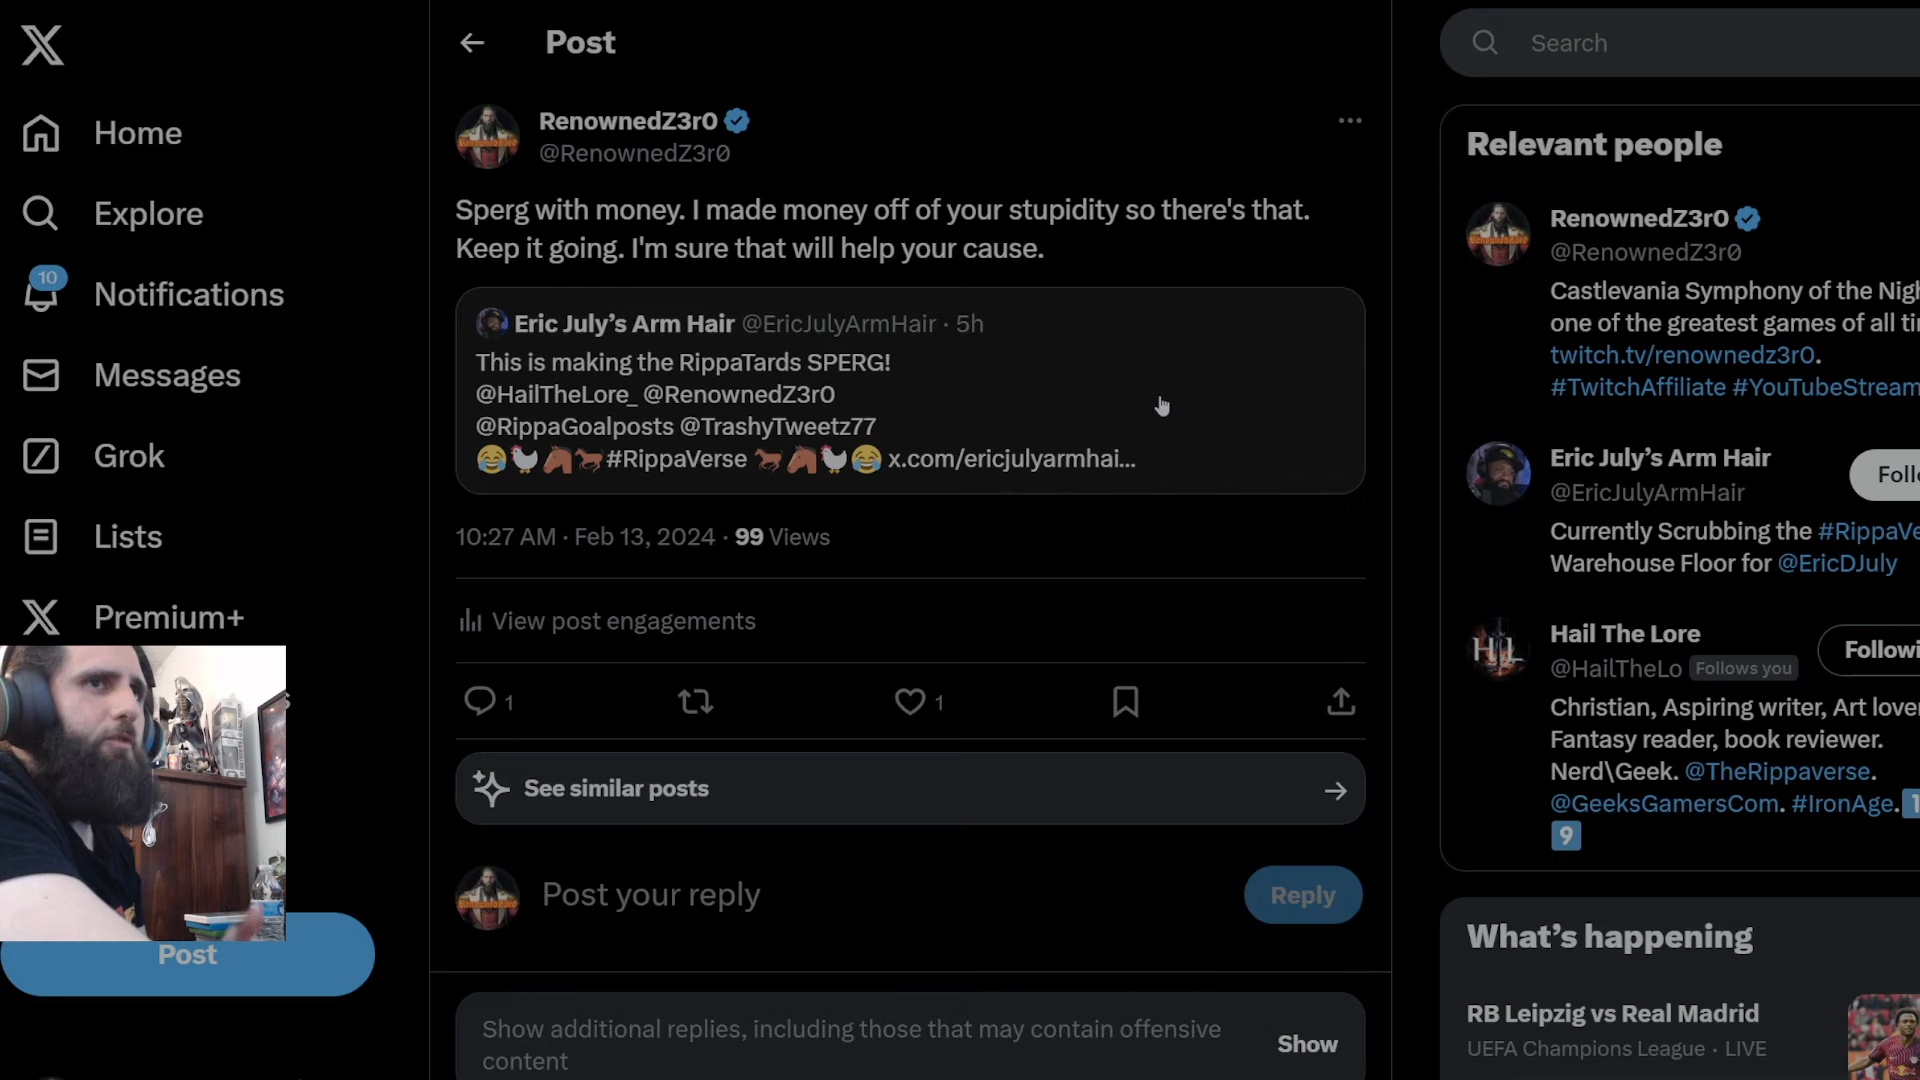 Post
Search
Home
Explore
10
Notifications
Messages
Grok
Lists
Premium+
Post
RenownedZ3r0
@RenownedZ3r0
Sperg with money. I made money off of your stupidity so there's that.
Keep it going. I'm sure that will help your cause.
Eric July’s Arm Hair @EricJulyArmHair · 5h
This is making the RippaTards SPERG!
@HailTheLore_ @RenownedZ3r0
@RippaGoalposts @TrashyTweetz77
😂🐓🐴🐎#RippaVerse 🐎🐴🐓😂 x.com/ericjulyarmhai...
10:27 AM · Feb 13, 2024 · 99 Views
View post engagements
1
1
See similar posts
Post your reply
Reply
Show additional replies, including those that may contain offensive
content
Show
Relevant people
RenownedZ3r0
@RenownedZ3r0
Castlevania Symphony of the Nigh
one of the greatest games of all ti
twitch.tv/renownedz3r0.
#TwitchAffiliate #YouTubeStream
Eric July’s Arm Hair
@EricJulyArmHair
Follo
Currently Scrubbing the #RippaVe
Warehouse Floor for @EricDJuly
Hail The Lore
@HailTheLo Follows you
Followi
Christian, Aspiring writer, Art lover
Fantasy reader, book reviewer.
Nerd\Geek. @TheRippaverse.
@GeeksGamersCom. #IronAge. 1
9
What’s happening
RB Leipzig vs Real Madrid
UEFA Champions League · LIVE